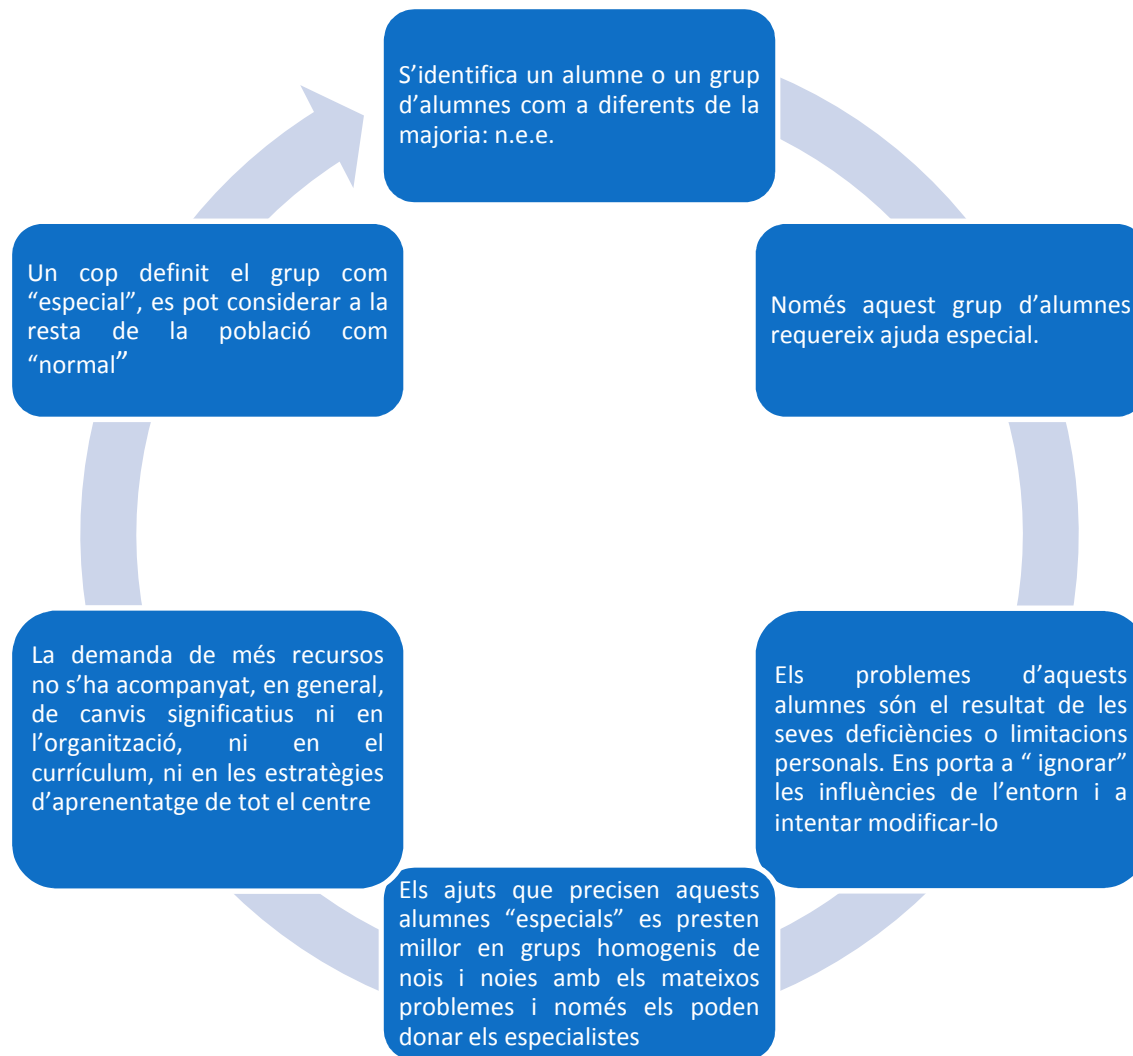 S’identifica un alumne o un grup
d’alumnes com a diferents de la
majoria: n.e.e.
Només aquest grup d’alumnes
requereix ajuda especial.
Els problemes d’aquests
alumnes són el resultat de les
seves deficiències o limitacions
personals. Ens porta a “ ignorar”
les influències de l’entorn i a
intentar modificar-lo
Els ajuts que precisen aquests
alumnes “especials” es presten
millor en grups homogenis de
nois i noies amb els mateixos
problemes i només els poden
donar els especialistes
La demanda de més recursos
no s’ha acompanyat, en general,
de canvis significatius ni en
l’organització, ni en el
currículum, ni en les estratègies
d’aprenentatge de tot el centre
Un cop definit el grup com
“especial”, es pot considerar a la
resta de la població com
“normal”